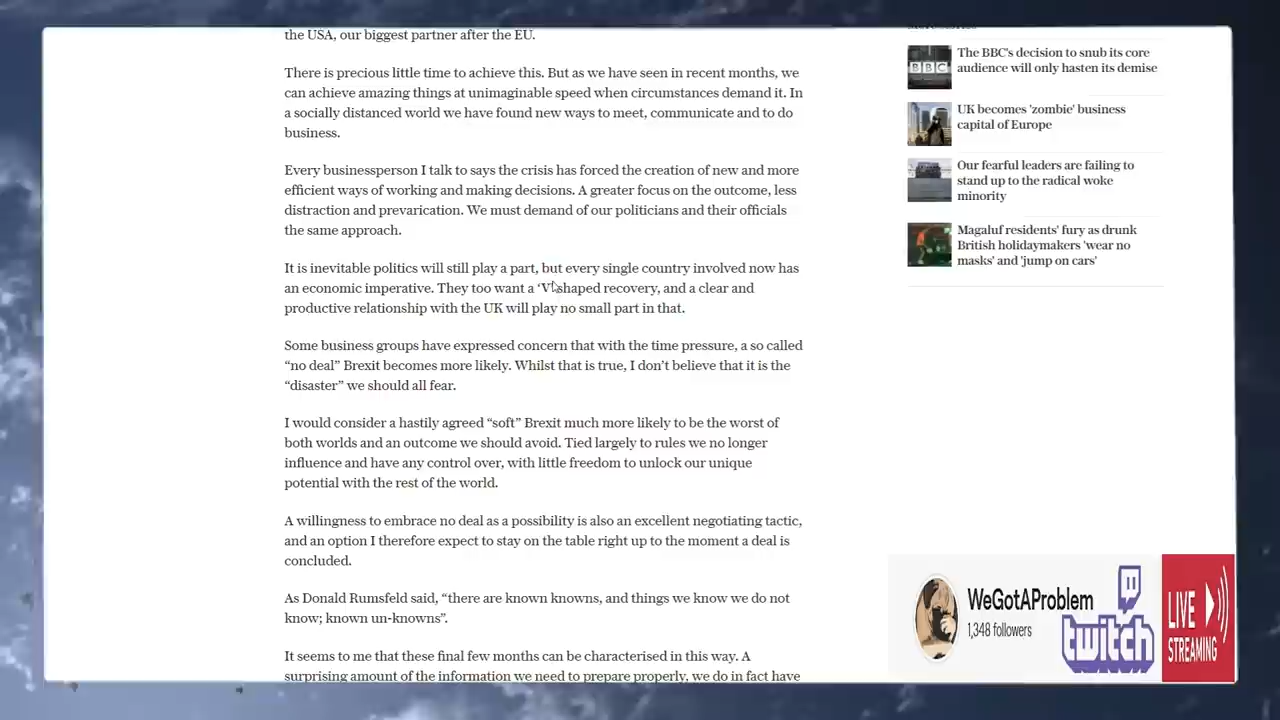 the USA, our biggest partner after the EU.
There is precious little time to achieve this. But as we have seen in recent months, we
can achieve amazing things at unimaginable speed when circumstances demand it. In
a socially distanced world we have found new ways to meet, communicate and to do
business.
Every businessperson I talk to says the crisis has forced the creation of new and more
efficient ways of working and making decisions. A greater focus on the outcome, less
distraction and prevarication. We must demand of our politicians and their officials
the same approach.
It is inevitable politics will still play a part, but every single country involved now has
an economic imperative. They too want a ‘V’ shaped recovery, and a clear and
productive relationship with the UK will play no small part in that.
Some business groups have expressed concern that with the time pressure, a so called
“no deal” Brexit becomes more likely. Whilst that is true, I don’t believe that it is the
“disaster” we should all fear.
I would consider a hastily agreed “soft” Brexit much more likely to be the worst of
both worlds and an outcome we should avoid. Tied largely to rules we no longer
influence and have any control over, with little freedom to unlock our unique
potential with the rest of the world.
A willingness to embrace no deal as a possibility is also an excellent negotiating tactic,
and an option I therefore expect to stay on the table right up to the moment a deal is
concluded.
As Donald Rumsfeld said, “there are known knowns, and things we know we do not
know; known un-knowns”.
It seems to me that these final few months can be characterised in this way. A
surprising amount of the information we need to prepare properly, we do in fact have
BBC
The BBC's decision to snub its core
audience will only hasten its demise
UK becomes 'zombie' business
capital of Europe
Our fearful leaders are failing to
stand up to the radical woke
minority
Magaluf residents' fury as drunk
British holidaymakers 'wear no
masks' and 'jump on cars'
WeGotAProblem
1,348 followers
twitch
LIVE
STREAMING